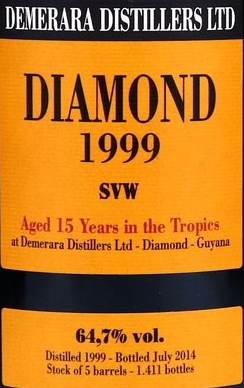 DEMERARA DISTILLERS LTD
DIAMOND
1999
SVW
Aged 15 Years in the Tropics
at Demerara Distillers Ltd - Diamond - Guyana
64,7% vol.
Distilled 1999 - Bottled July 2014
Stock of 5 barrels - 1.411 bottles